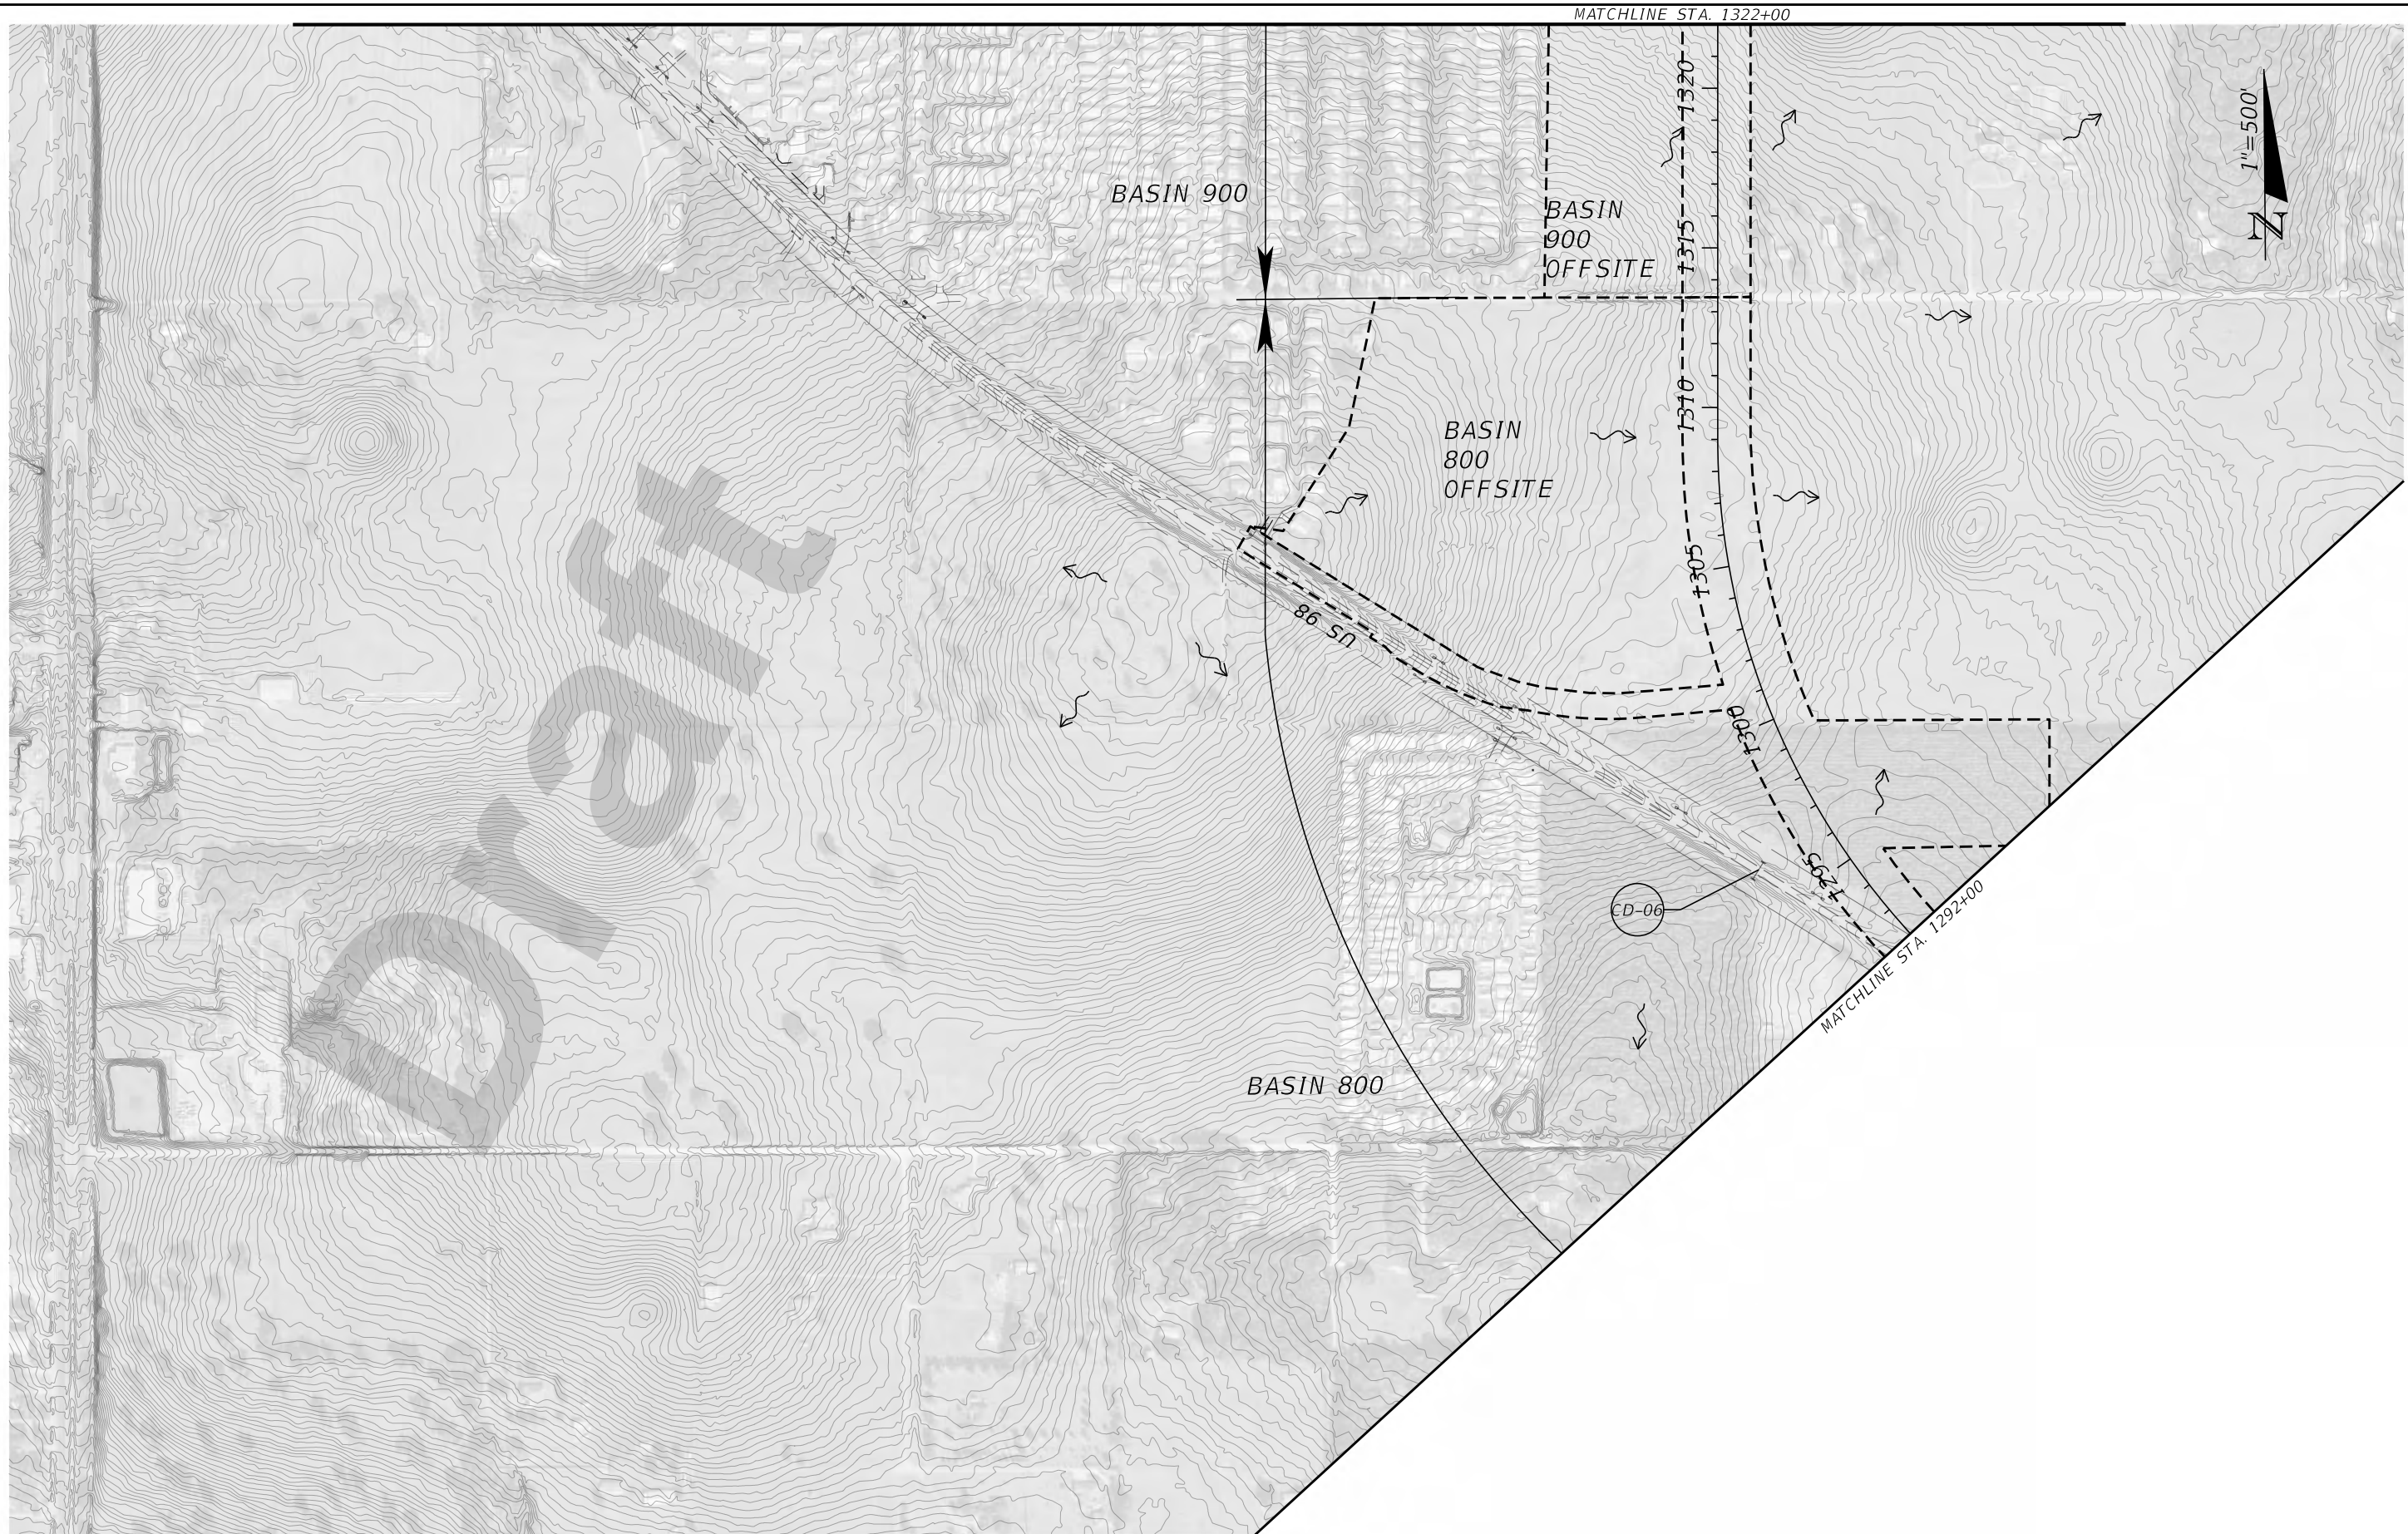 MATCHLINE STA. 1322+00
1320
1"=500'
BASIN 900
BASIN
900
OFFSITE
1315
N
1310
BASIN
800
OFFSITE
1305
US 98
1300
Draft
1295
CD-06
MATCHLINE STA. 1292+00
BASIN 800